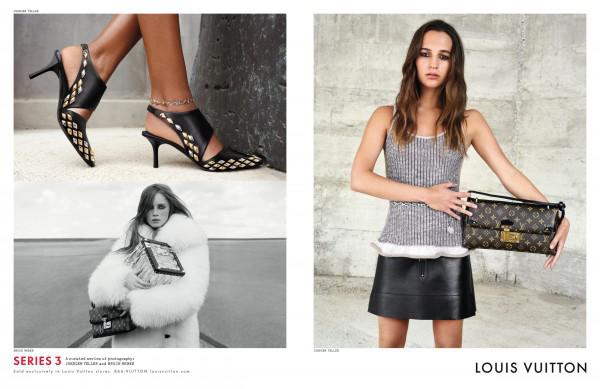 JUERGEN TELLER
BRUCE WEBER
JUERGEN TELLER
SERIES 3
A curated series of photography:
JUERGEN TELLER and BRUCE WEBER
Sold exclusively in Louis Vuitton stores. 866-VUITTON louisvuitton.com
LOUIS VUITTON